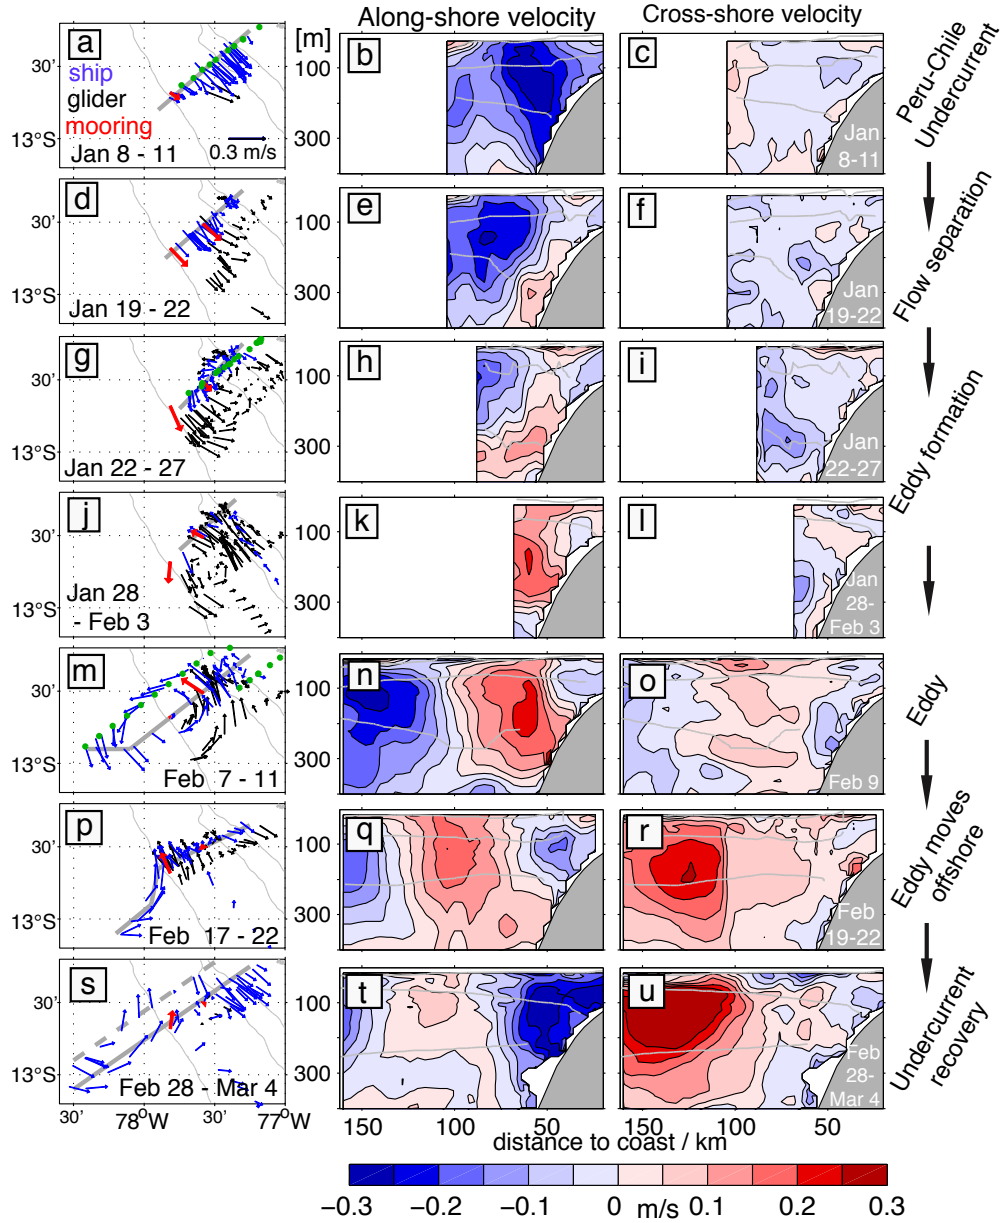 Along-shore velocity
Cross-shore velocity
a
30'
ship
glider
mooring
13°S
0.3 m/s
Jan 8 - 11
[m]
100
300
b
c
Jan
8-11
Peru-Chile
Undercurrent
d
30'
13°S
Jan 19 - 22
100
300
e
f
Jan
19-22
Flow separation
g
30'
13°S
Jan 22 - 27
100
300
h
i
Jan
22-27
Eddy formation
j
30'
13°S
Jan 28
- Feb 3
100
300
k
l
Jan
28-
Feb 3
m
30'
13°S
Feb 7 - 11
100
300
n
o
Feb 9
Eddy
p
30'
13°S
Feb 17 - 22
100
300
q
r
Feb
19-22
Eddy moves
offshore
s
30'
13°S
Feb 28 - Mar 4
100
300
t
u
Feb
28-
Mar 4
Undercurrent
recovery
30'
78°W
30'
77°W
150
100
50
150
100
50
distance to coast / km
−0.3
−0.2
−0.1
0
m/s
0.1
0.2
0.3